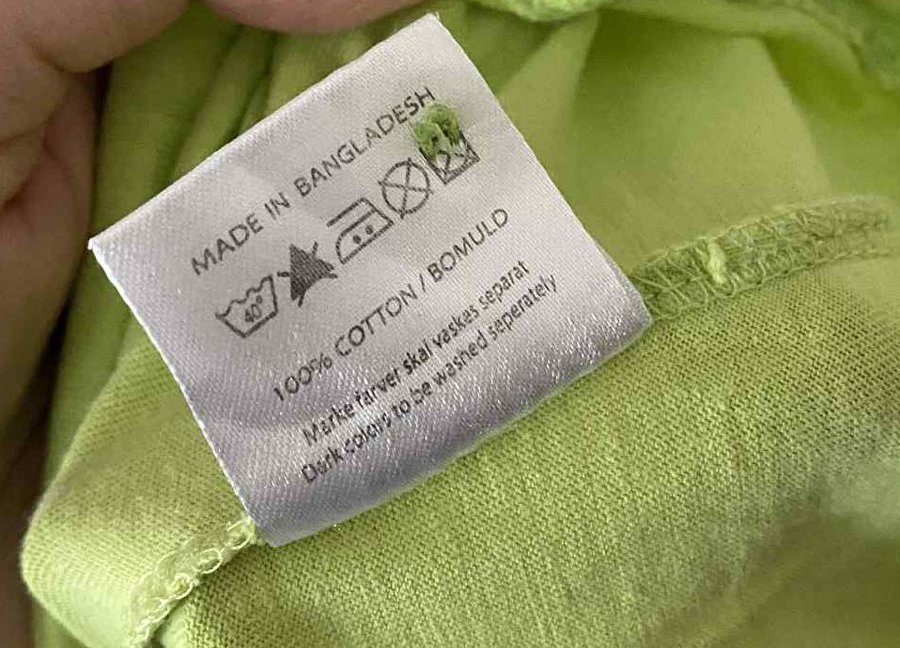 MADE IN BANGLADESH
40°
100% COTTON / BOMULD
Mørke farver skal vaskes separat
Dark colors to be washed seperately